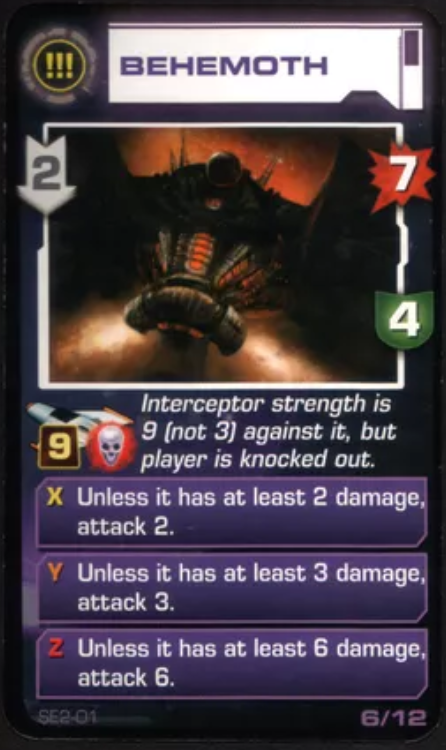 !!!
BEHEMOTH
2
7
4
Interceptor strength is
9
9 (not 3) against it, but
player is knocked out.
X Unless it has at least 2 damage,
attack 2.
Y Unless it has at least 3 damage,
attack 3.
Z Unless it has at least 6 damage,
attack 6.
SE2-01
6/12